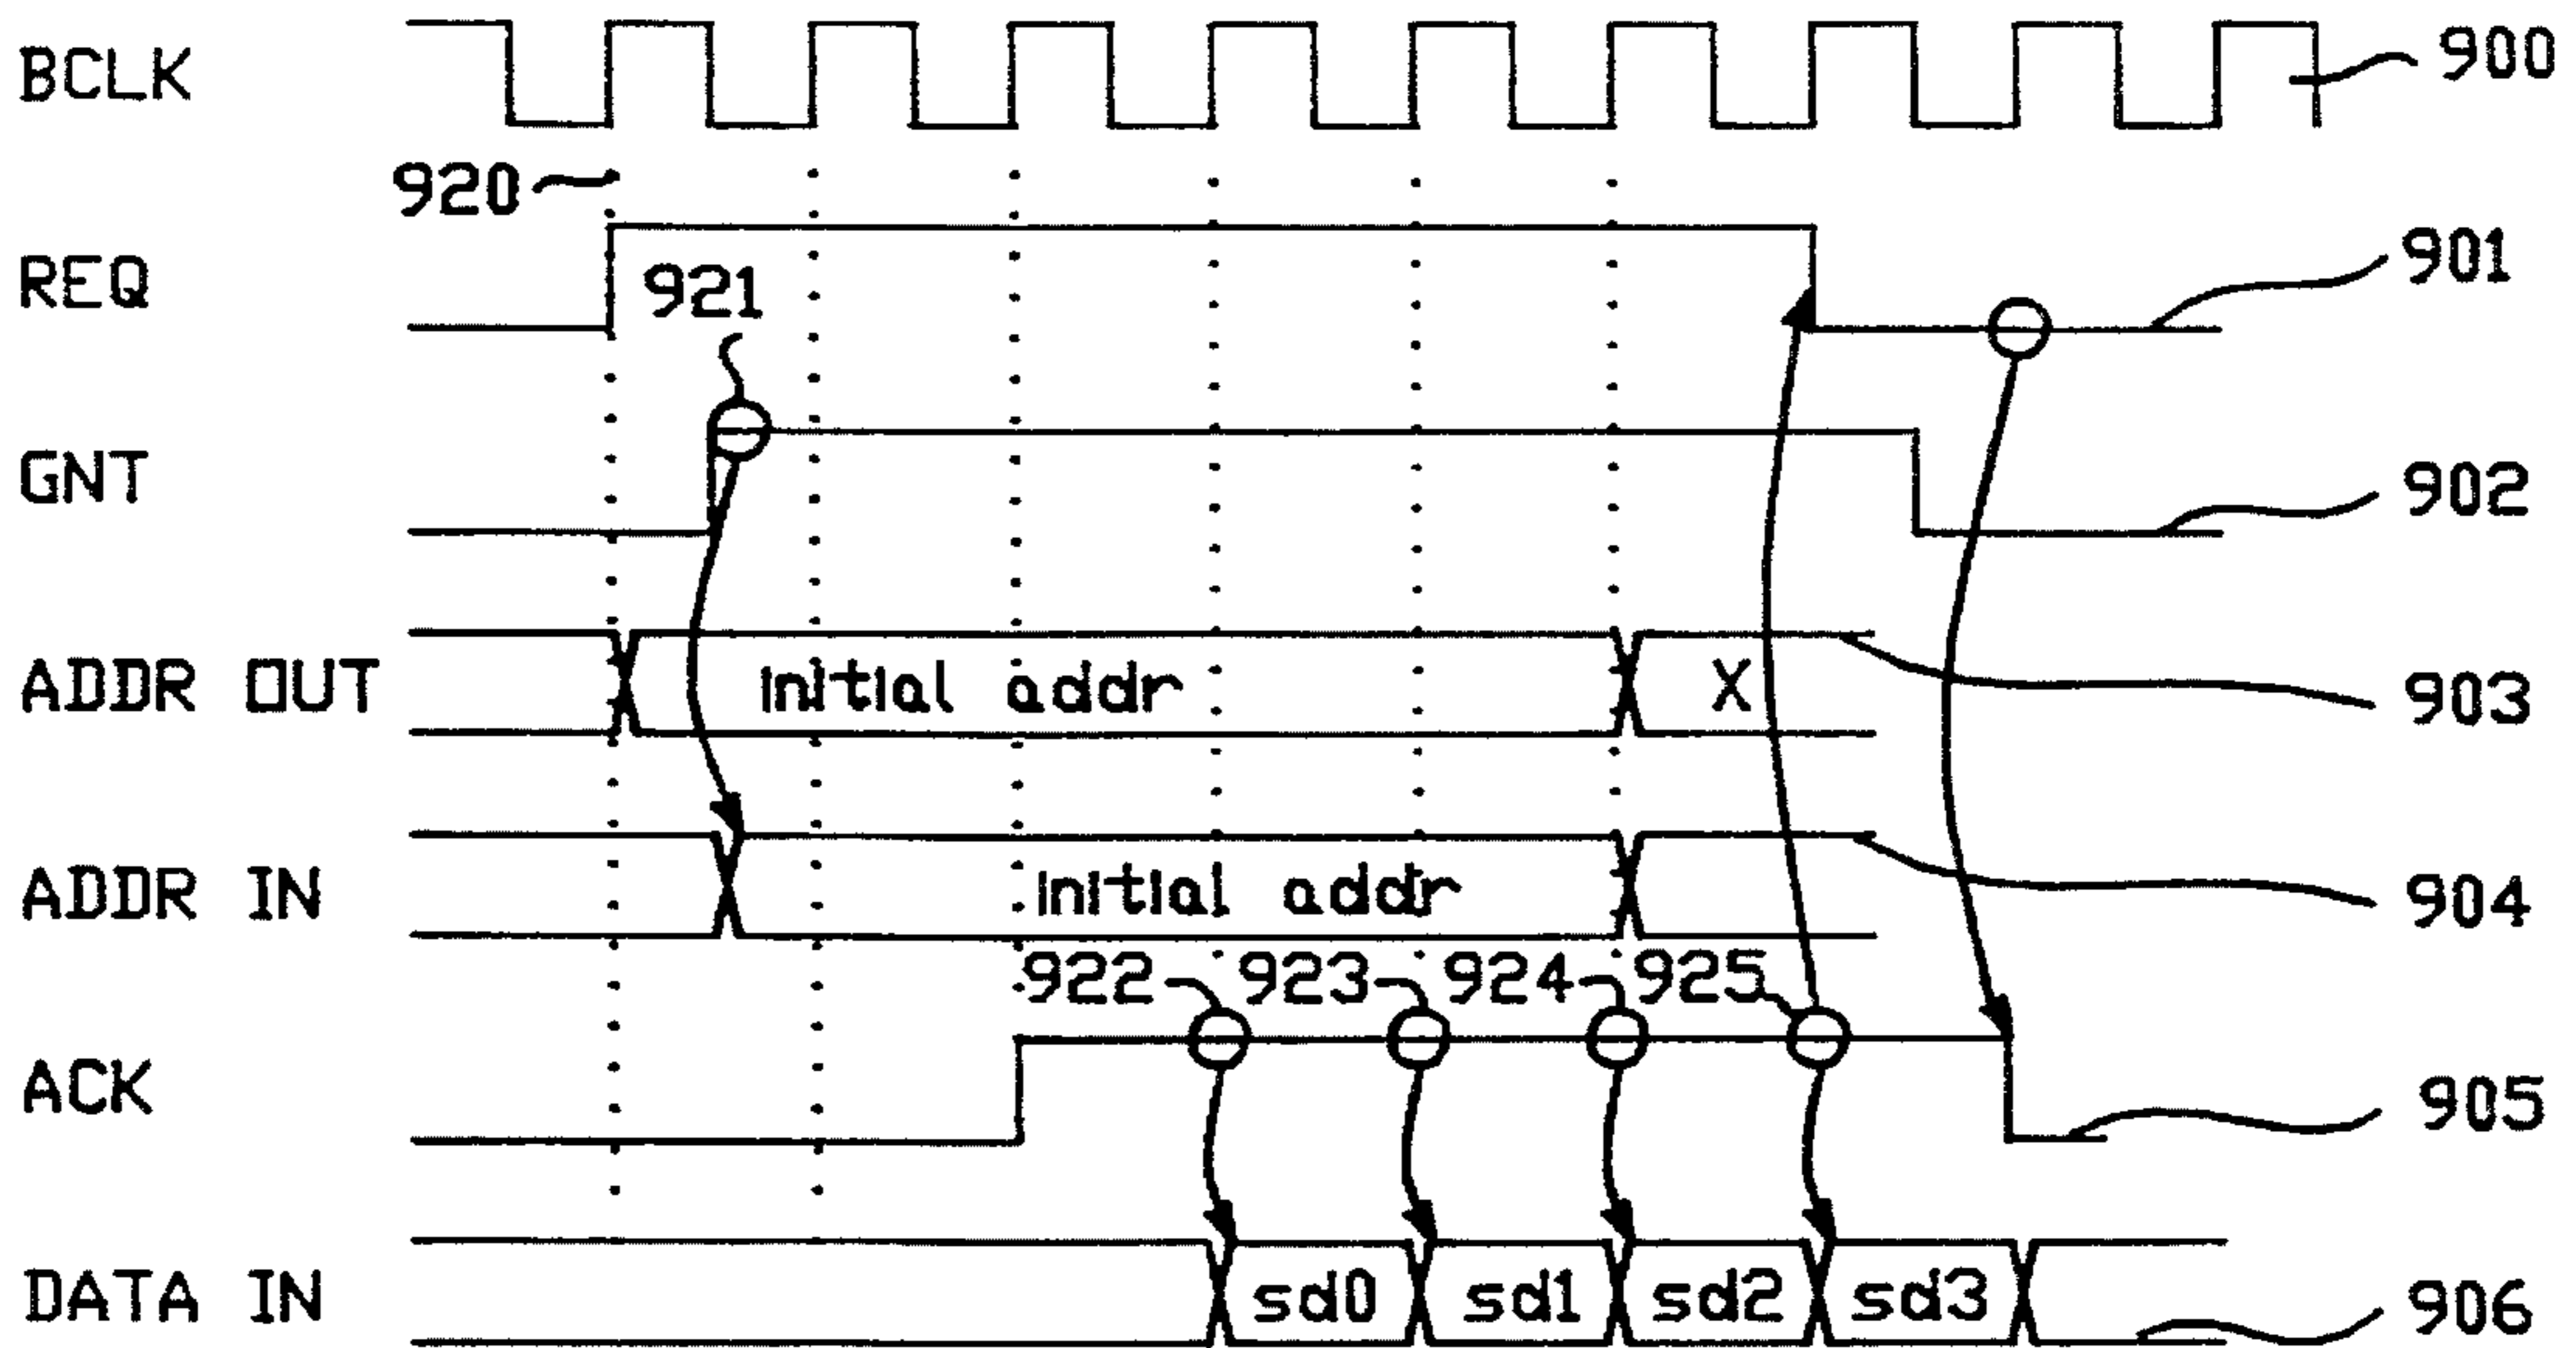 BCLK 900
920
REQ 921 901
GNT 902
ADDR OUT initial addr X 903
ADDR IN initial addr 904
922 923 924 925
ACK 905
DATA IN sd0 sd1 sd2 sd3 906